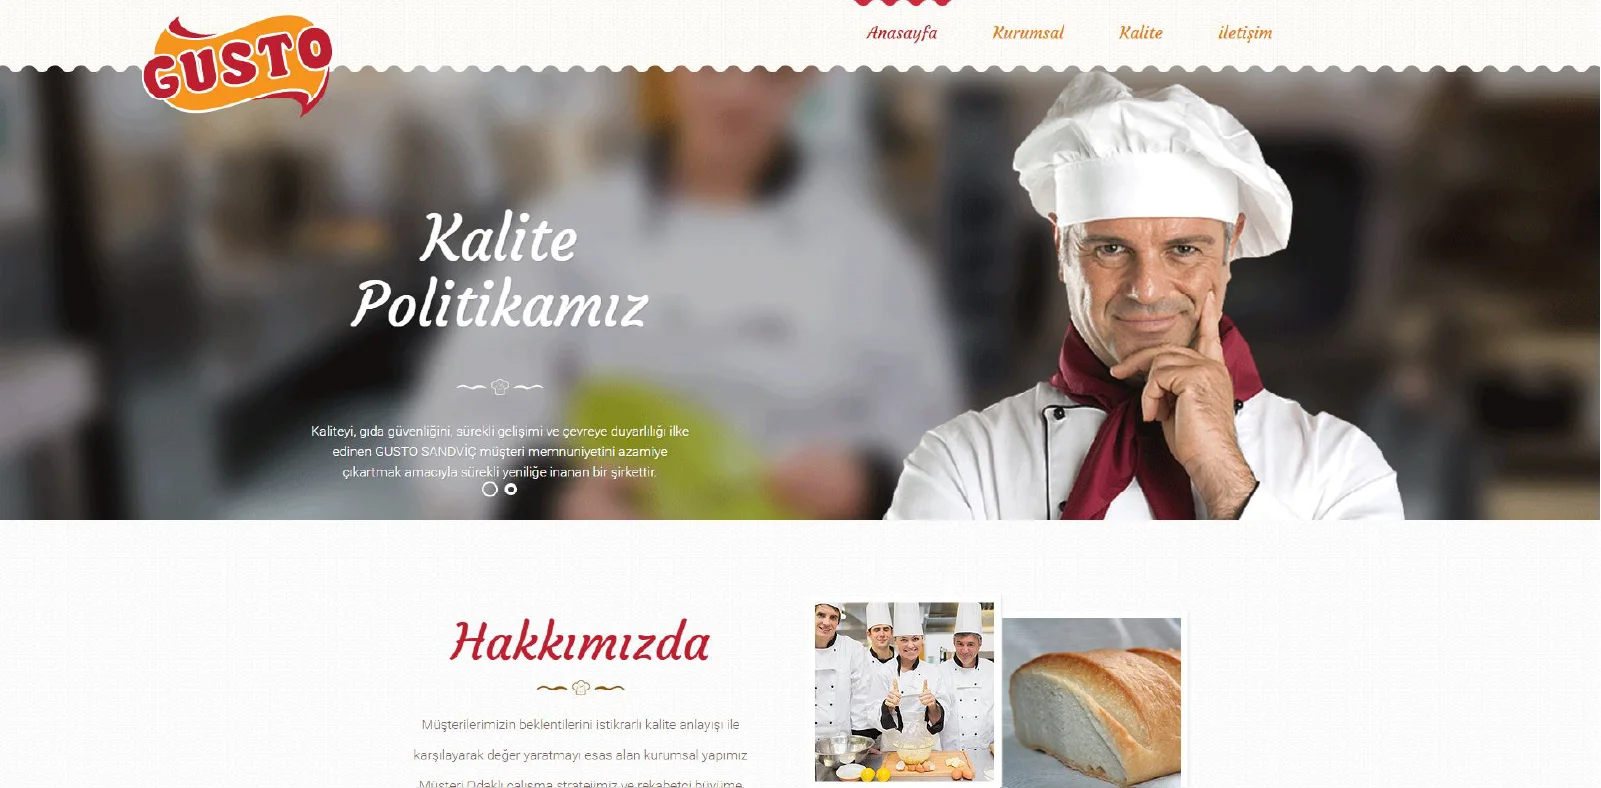 GUSTO
Anasayfa Kurumsal Kalite iletişim
Kalite
Politikamız
Kaliteyi, gıda güvenliğini, sürekli gelişimi ve çevreye duyarlılığı ilke
edinen GUSTO SANDVİÇ müşteri memnuniyetini azamiye
çıkartmak amacıyla sürekli yeniliğe inanan bir şirkettir.
Hakkımızda
Müşterilerimizin beklentilerini istikrarlı kalite anlayışı ile
karşılayarak değer yaratmayı esas alan kurumsal yapımız
Müşteri Odaklı çalışma stratejimiz ve rekabetçi büyüme